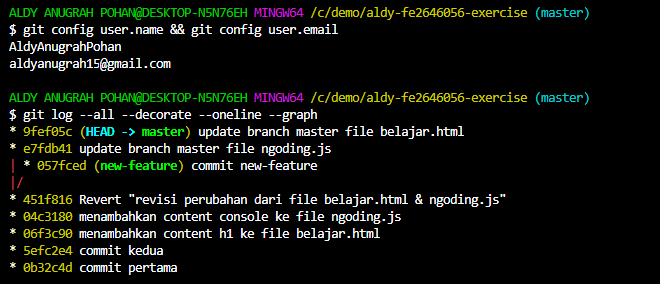 ALDY ANUGRAH POHAN@DESKTOP-N5N76EH MINGW64 /c/demo/aldy-fe2646056-exercise (master)
$ git config user.name && git config user.email
AldyAnugrahPohan
aldyanugrah15@gmail.com
ALDY ANUGRAH POHAN@DESKTOP-N5N76EH MINGW64 /c/demo/aldy-fe2646056-exercise (master)
$ git log --all --decorate --oneline --graph
* 9fef05c (HEAD -> master) update branch master file belajar.html
* e7fdb41 update branch master file ngoding.js
| * 057fced (new-feature) commit new-feature
|/
* 451f816 Revert "revisi perubahan dari file belajar.html & ngoding.js"
* 04c3180 menambahkan content console ke file ngoding.js
* 06f3c90 menambahkan content h1 ke file belajar.html
* 5efc2e4 commit kedua
* 0b32c4d commit pertama